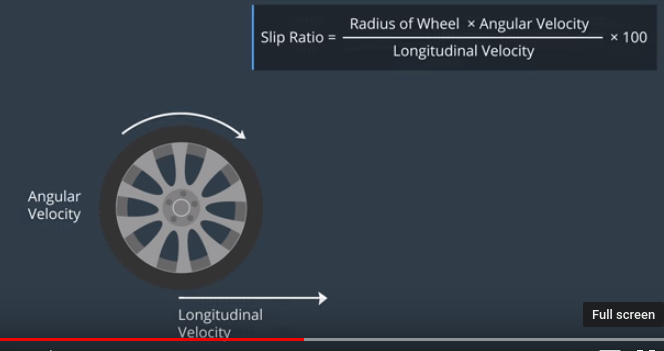 Radius of Wheel × Angular Velocity
Slip Ratio = × 100
Longitudinal Velocity
Angular
Velocity
Longitudinal
Velocity
Full screen